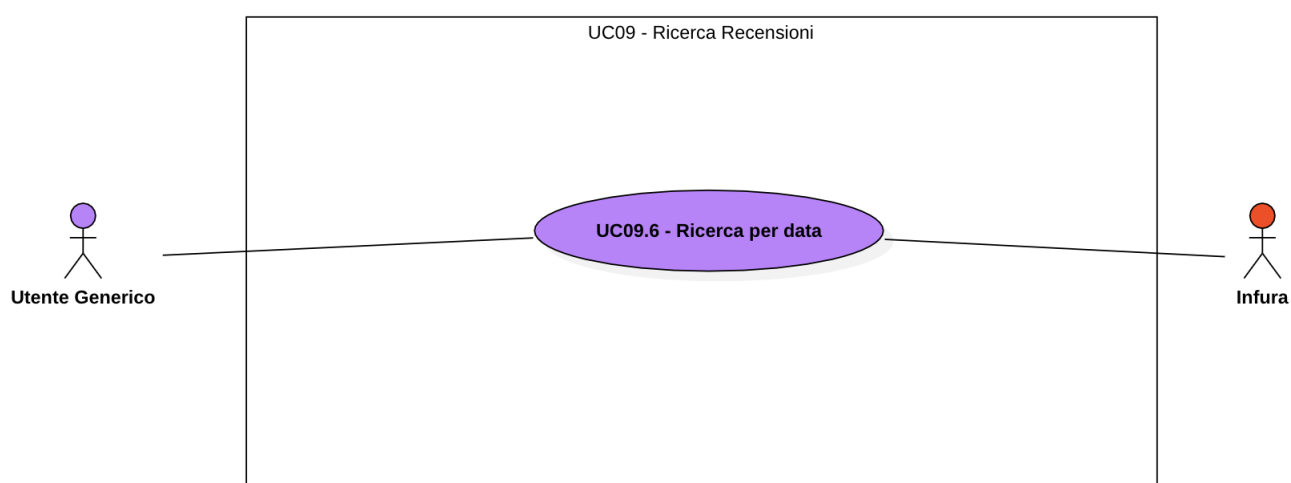 UC09 - Ricerca Recensioni
UC09.6 - Ricerca per data
Utente Generico
Infura